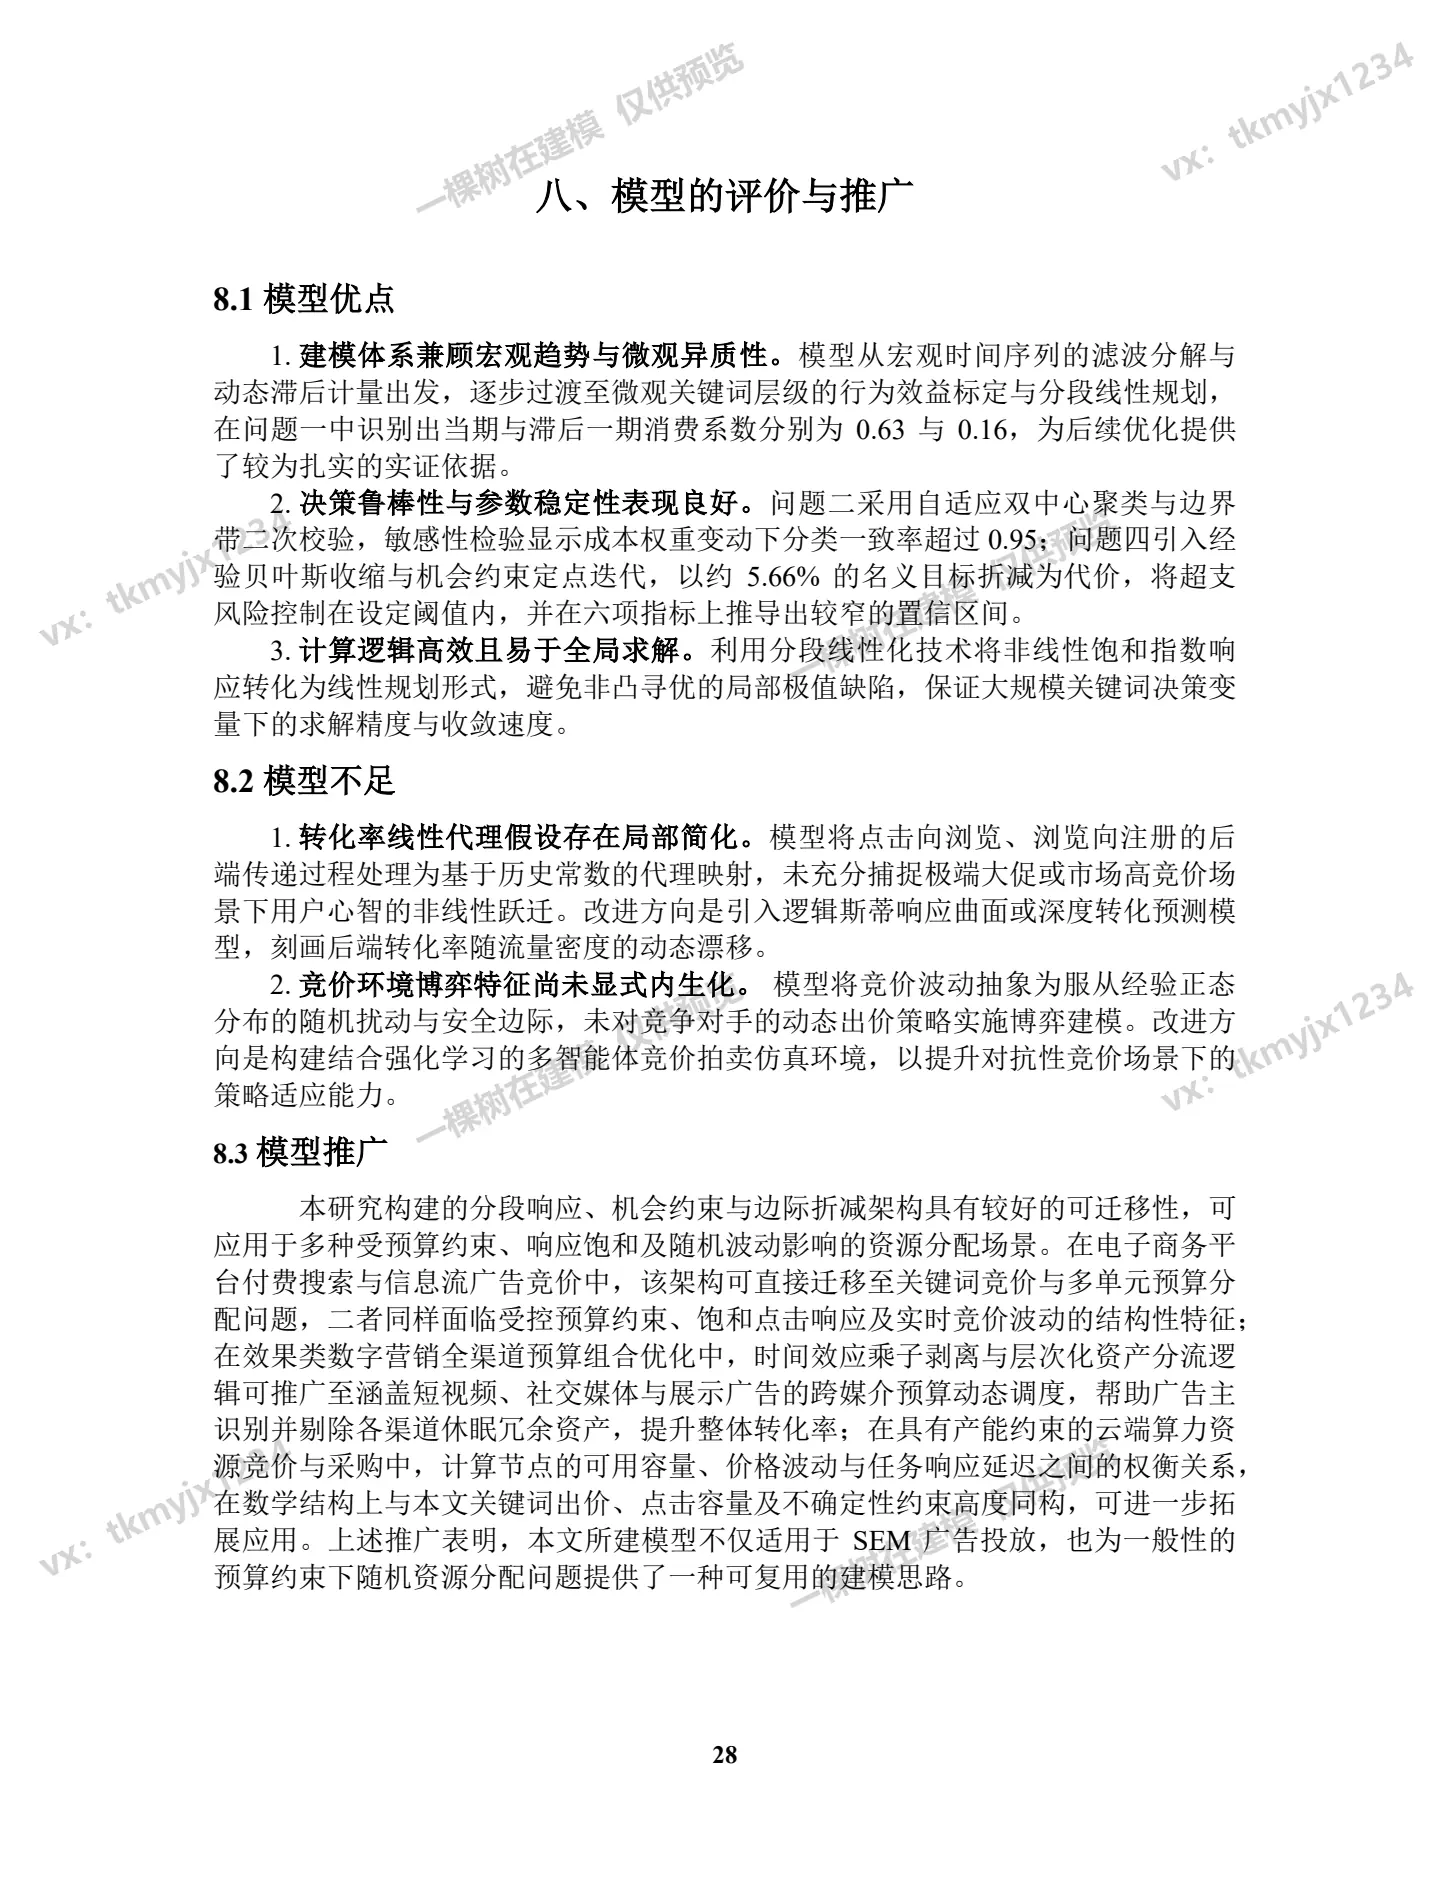 一棵树在建模 仅供预览
vx：tkmyjx1234
八、模型的评价与推广
8.1 模型优点
1. 建模体系兼顾宏观趋势与微观异质性。模型从宏观时间序列的滤波分解与
动态滞后计量出发，逐步过渡至微观关键词层级的行为效益标定与分段线性规划，
在问题一中识别出当期与滞后一期消费系数分别为 0.63 与 0.16，为后续优化提供
了较为扎实的实证依据。
2. 决策鲁棒性与参数稳定性表现良好。问题二采用自适应双中心聚类与边界
带二次校验，敏感性检验显示成本权重变动下分类一致率超过 0.95；问题四引入经
验贝叶斯收缩与机会约束定点迭代，以约 5.66% 的名义目标折减为代价，将超支
风险控制在设定阈值内，并在六项指标上推导出较窄的置信区间。
vx：tkmyjx1234
一棵树在建模 仅供预览
3. 计算逻辑高效且易于全局求解。利用分段线性化技术将非线性饱和指数响
应转化为线性规划形式，避免非凸寻优的局部极值缺陷，保证大规模关键词决策变
量下的求解精度与收敛速度。
8.2 模型不足
1. 转化率线性代理假设存在局部简化。模型将点击向浏览、浏览向注册的后
端传递过程处理为基于历史常数的代理映射，未充分捕捉极端大促或市场高竞价场
景下用户心智的非线性跃迁。改进方向是引入逻辑斯蒂响应曲面或深度转化预测模
型，刻画后端转化率随流量密度的动态漂移。
2. 竞价环境博弈特征尚未显式内生化。 模型将竞价波动抽象为服从经验正态
分布的随机扰动与安全边际，未对竞争对手的动态出价策略实施博弈建模。改进方
向是构建结合强化学习的多智能体竞价拍卖仿真环境，以提升对抗性竞价场景下的
策略适应能力。
一棵树在建模 仅供预览
vx：tkmyjx1234
8.3 模型推广
本研究构建的分段响应、机会约束与边际折减架构具有较好的可迁移性，可
应用于多种受预算约束、响应饱和及随机波动影响的资源分配场景。在电子商务平
台付费搜索与信息流广告竞价中，该架构可直接迁移至关键词竞价与多单元预算分
配问题，二者同样面临受控预算约束、饱和点击响应及实时竞价波动的结构性特征；
在效果类数字营销全渠道预算组合优化中，时间效应乘子剥离与层次化资产分流逻
辑可推广至涵盖短视频、社交媒体与展示广告的跨媒介预算动态调度，帮助广告主
识别并剔除各渠道休眠冗余资产，提升整体转化率；在具有产能约束的云端算力资
源竞价与采购中，计算节点的可用容量、价格波动与任务响应延迟之间的权衡关系，
在数学结构上与本文关键词出价、点击容量及不确定性约束高度同构，可进一步拓
展应用。上述推广表明，本文所建模型不仅适用于 SEM 广告投放，也为一般性的
预算约束下随机资源分配问题提供了一种可复用的建模思路。
vx：tkmyjx1234
一棵树在建模 仅供预览
28